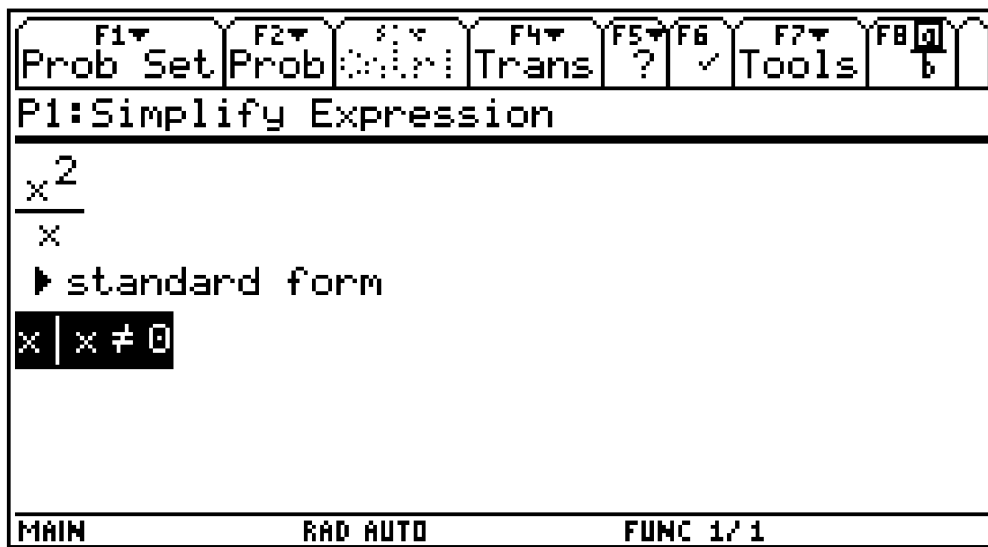 F1▼ F2▼ F4▼ F5▼ F6 F7▼ F8 a
Prob Set Prob Trans ? ✓ Tools b
P1:Simplify Expression
x²
x
▶ standard form
x | x ≠ 0
MAIN RAD AUTO FUNC 1/1